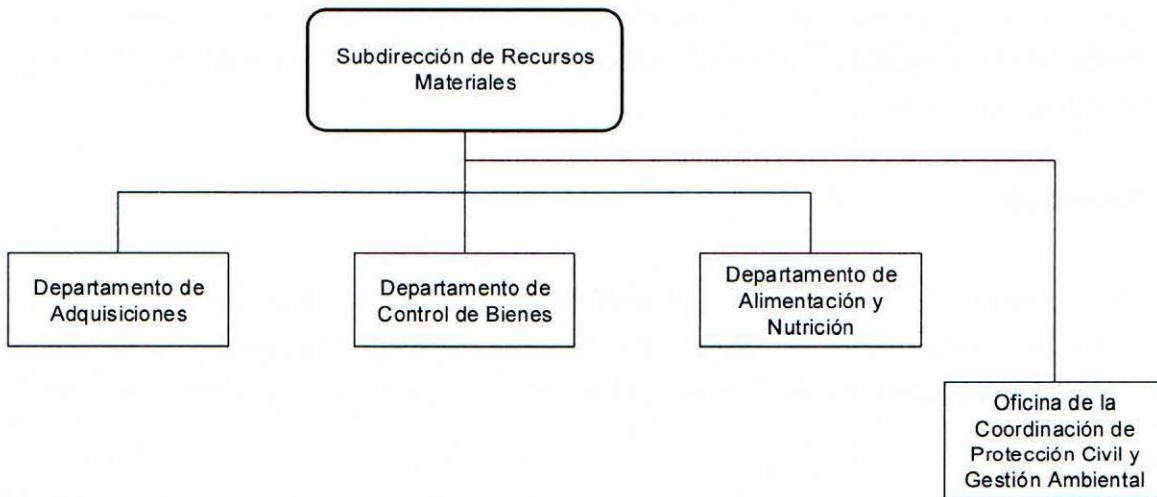 Subdirección de Recursos
Materiales
Departamento de
Adquisiciones
Departamento de
Control de Bienes
Departamento de
Alimentación y
Nutrición
Oficina de la
Coordinación de
Protección Civil y
Gestión Ambiental